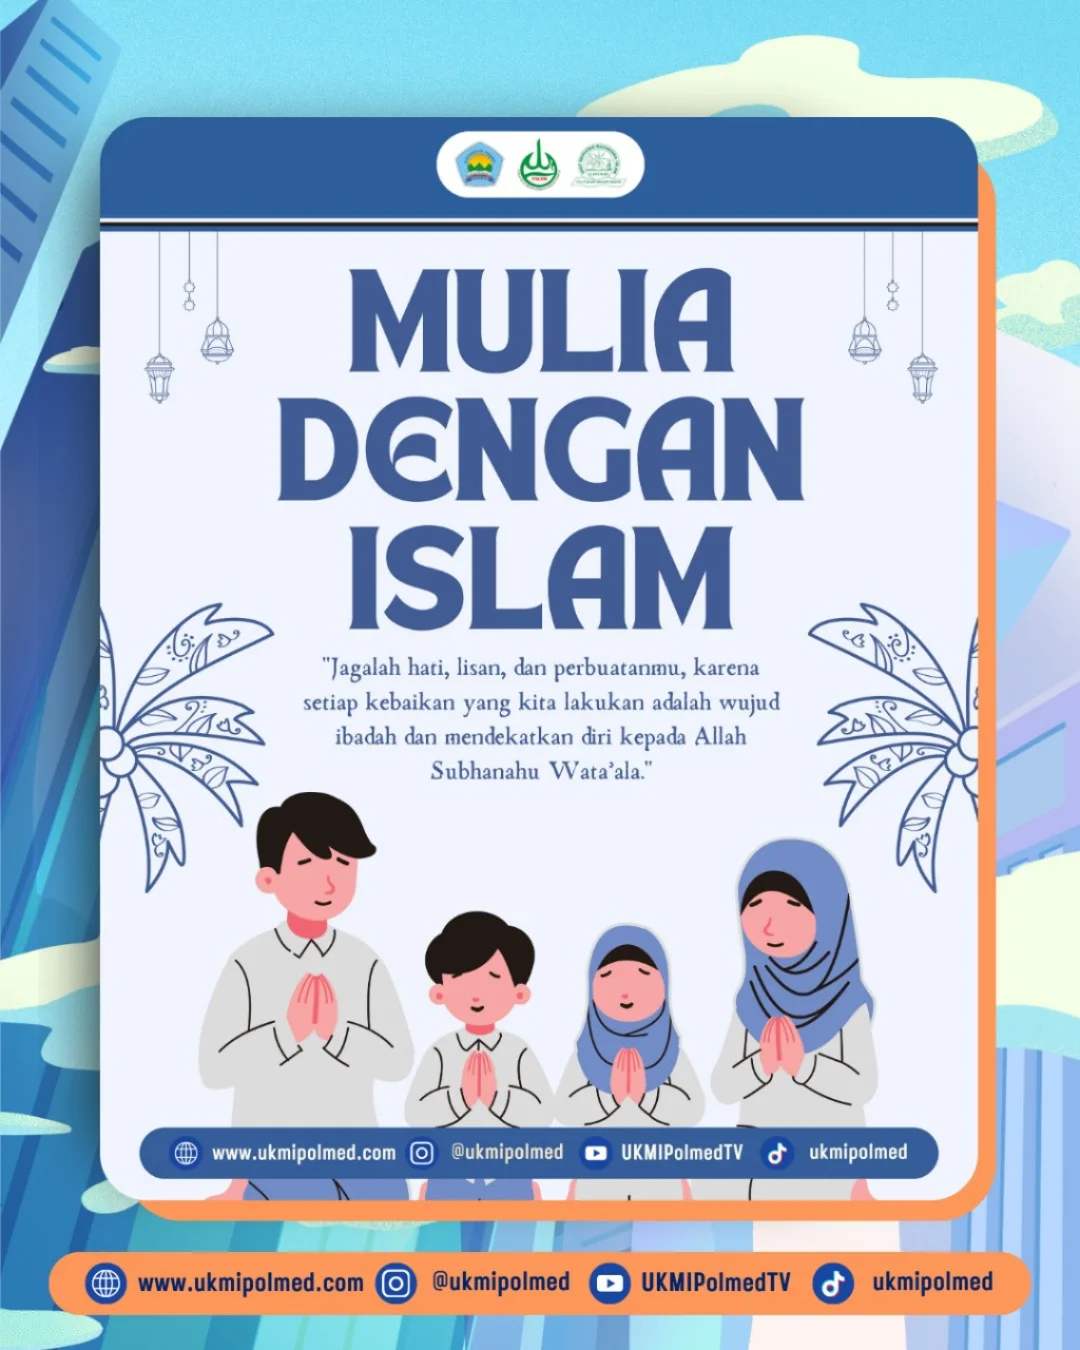 MULIA
DENGAN
ISLAM
"Jagalah hati, lisan, dan perbuatanmu, karena
setiap kebaikan yang kita lakukan adalah wujud
ibadah dan mendekatkan diri kepada Allah
Subhanahu Wata'ala."
www.ukmipolmed.com @ukmipolmed UKMIPolmedTV ukmipolmed
www.ukmipolmed.com @ukmipolmed UKMIPolmedTV ukmipolmed